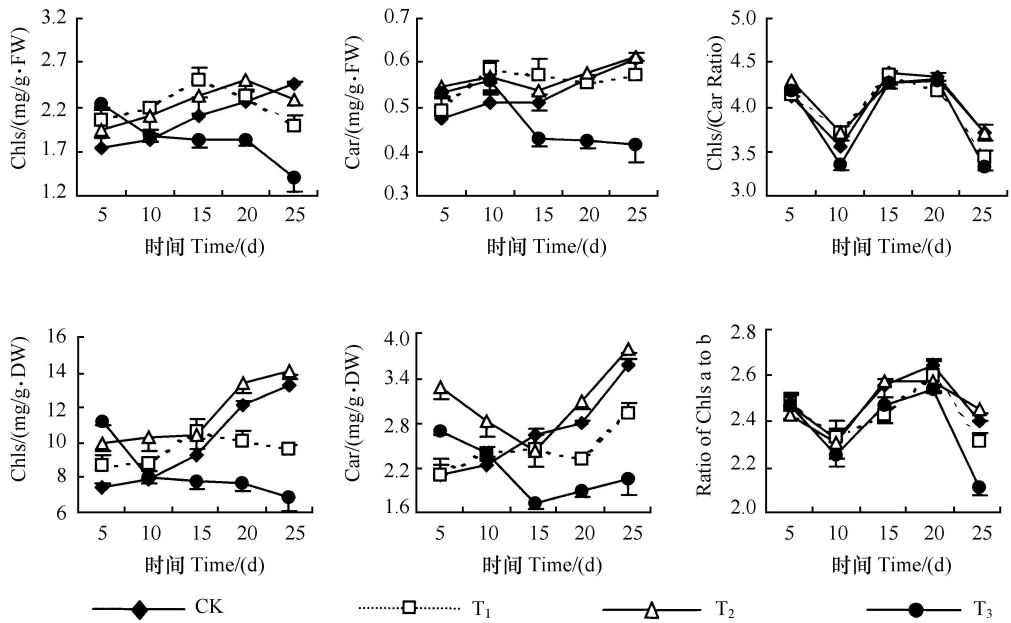 Chls/(mg/g·FW)
3.2
2.7
2.2
1.7
1.2
5 10 15 20 25
时间 Time/(d)
Car/(mg/g·FW)
0.7
0.6
0.5
0.4
0.3
5 10 15 20 25
时间 Time/(d)
Chls/(Car Ratio)
5.0
4.5
4.0
3.5
3.0
5 10 15 20 25
时间 Time/(d)
Chls/(mg/g·DW)
16
14
12
10
8
6
5 10 15 20 25
时间 Time/(d)
Car/(mg/g·DW)
4.0
3.4
2.8
2.2
1.6
5 10 15 20 25
时间 Time/(d)
Ratio of Chls a to b
2.8
2.6
2.4
2.2
2.0
5 10 15 20 25
时间 Time/(d)
CK T₁ T₂ T₃